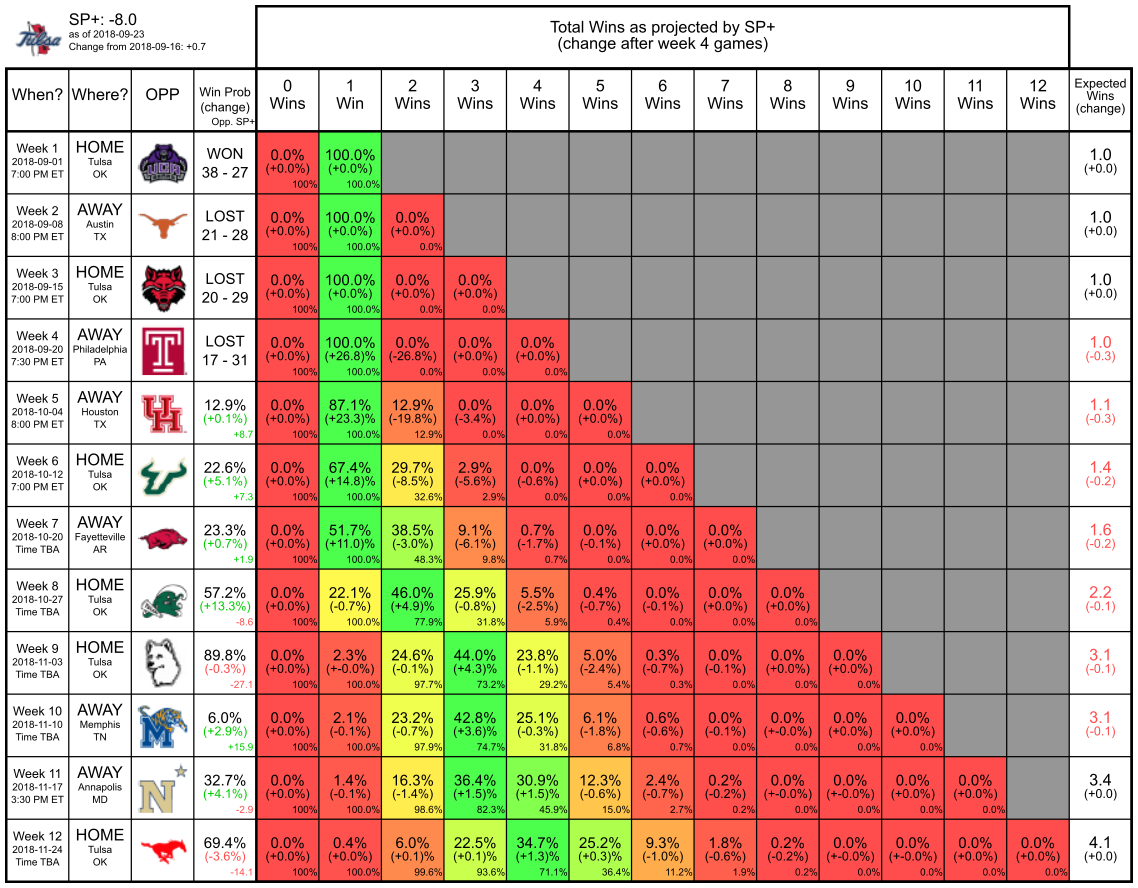 Tulsa
SP+: -8.0
as of 2018-09-23
Change from 2018-09-16: +0.7
Total Wins as projected by SP+
(change after week 4 games)
When? Where? OPP Win Prob (change) Opp. SP+ 0 Wins 1 Win 2 Wins 3 Wins 4 Wins 5 Wins 6 Wins 7 Wins 8 Wins 9 Wins 10 Wins 11 Wins 12 Wins Expected Wins (change)
Week 1 HOME WON 0.0% 100.0% 1.0
2018-09-01 Tulsa UCA 38 - 27 (+0.0%) (+0.0%) (+0.0)
7:00 PM ET OK 100% 100.0%
Week 2 AWAY LOST 0.0% 100.0% 0.0% 1.0
2018-09-08 Austin 21 - 28 (+0.0%) (+0.0%) (+0.0%) (+0.0)
8:00 PM ET TX 100% 100.0% 0.0%
Week 3 HOME LOST 0.0% 100.0% 0.0% 0.0% 1.0
2018-09-15 Tulsa 20 - 29 (+0.0%) (+0.0%) (+0.0%) (+0.0%) (+0.0)
7:00 PM ET OK 100% 100.0% 0.0% 0.0%
Week 4 AWAY LOST 0.0% 100.0% 0.0% 0.0% 0.0% 1.0
2018-09-20 Philadelphia T 17 - 31 (+0.0%) (+26.8)% (-26.8%) (+0.0%) (+0.0%) (-0.3)
7:30 PM ET PA 100% 100.0% 0.0% 0.0% 0.0%
Week 5 AWAY 12.9% 0.0% 87.1% 12.9% 0.0% 0.0% 0.0% 1.1
2018-10-04 Houston UH (+0.1%) (+0.0%) (+23.3)% (-19.8%) (-3.4%) (+0.0%) (+0.0%) (-0.3)
8:00 PM ET TX +8.7 100% 100.0% 12.9% 0.0% 0.0% 0.0%
Week 6 HOME 22.6% 0.0% 67.4% 29.7% 2.9% 0.0% 0.0% 0.0% 1.4
2018-10-12 Tulsa (+5.1%) (+0.0%) (+14.8)% (-8.5%) (-5.6%) (-0.6%) (+0.0%) (+0.0%) (-0.2)
7:00 PM ET OK +7.3 100% 100.0% 32.6% 2.9% 0.0% 0.0% 0.0%
Week 7 AWAY 23.3% 0.0% 51.7% 38.5% 9.1% 0.7% 0.0% 0.0% 0.0% 1.6
2018-10-20 Fayetteville (+0.7%) (+0.0%) (+11.0)% (-3.0%) (-6.1%) (-1.7%) (-0.1%) (+0.0%) (+0.0%) (-0.2)
Time TBA AR +1.9 100% 100.0% 48.3% 9.8% 0.7% 0.0% 0.0% 0.0%
Week 8 HOME 57.2% 0.0% 22.1% 46.0% 25.9% 5.5% 0.4% 0.0% 0.0% 0.0% 2.2
2018-10-27 Tulsa (+13.3%) (+0.0%) (-0.7%) (+4.9)% (-0.8%) (-2.5%) (-0.7%) (-0.1%) (+0.0%) (+0.0%) (-0.1)
Time TBA OK -8.6 100% 100.0% 77.9% 31.8% 5.9% 0.4% 0.0% 0.0% 0.0%
Week 9 HOME 89.8% 0.0% 2.3% 24.6% 44.0% 23.8% 5.0% 0.3% 0.0% 0.0% 0.0% 3.1
2018-11-03 Tulsa (-0.3%) (+0.0%) (+-0.0%) (-0.1%) (+4.3)% (-1.1%) (-2.4%) (-0.7%) (-0.1%) (+0.0%) (+0.0%) (-0.1)
Time TBA OK -27.1 100% 100.0% 97.7% 73.2% 29.2% 5.4% 0.3% 0.0% 0.0% 0.0%
Week 10 AWAY 6.0% 0.0% 2.1% 23.2% 42.8% 25.1% 6.1% 0.6% 0.0% 0.0% 0.0% 0.0% 3.1
2018-11-10 Memphis M (+2.9%) (+0.0%) (-0.1%) (-0.7%) (+3.6)% (-0.3%) (-1.8%) (-0.6%) (-0.1%) (+-0.0%) (+0.0%) (+0.0%) (-0.1)
Time TBA TN +15.9 100% 100.0% 97.9% 74.7% 31.8% 6.8% 0.7% 0.0% 0.0% 0.0% 0.0%
Week 11 AWAY 32.7% 0.0% 1.4% 16.3% 36.4% 30.9% 12.3% 2.4% 0.2% 0.0% 0.0% 0.0% 0.0% 3.4
2018-11-17 Annapolis N (+4.1%) (+0.0%) (-0.1%) (-1.4%) (+1.5)% (+1.5%) (-0.6%) (-0.7%) (-0.2%) (+-0.0%) (+-0.0%) (+0.0%) (+0.0%) (+0.0)
3:30 PM ET MD -2.9 100% 100.0% 98.6% 82.3% 45.9% 15.0% 2.7% 0.2% 0.0% 0.0% 0.0% 0.0%
Week 12 HOME 69.4% 0.0% 0.4% 6.0% 22.5% 34.7% 25.2% 9.3% 1.8% 0.2% 0.0% 0.0% 0.0% 0.0% 4.1
2018-11-24 Tulsa (-3.6%) (+0.0%) (+0.0%) (+0.1)% (+0.1)% (+1.3)% (+0.3)% (-1.0%) (-0.6%) (-0.2%) (+-0.0%) (+-0.0%) (+0.0%) (+0.0%) (+0.0)
Time TBA OK -14.1 100% 100.0% 99.6% 93.6% 71.1% 36.4% 11.2% 1.9% 0.2% 0.0% 0.0% 0.0% 0.0%